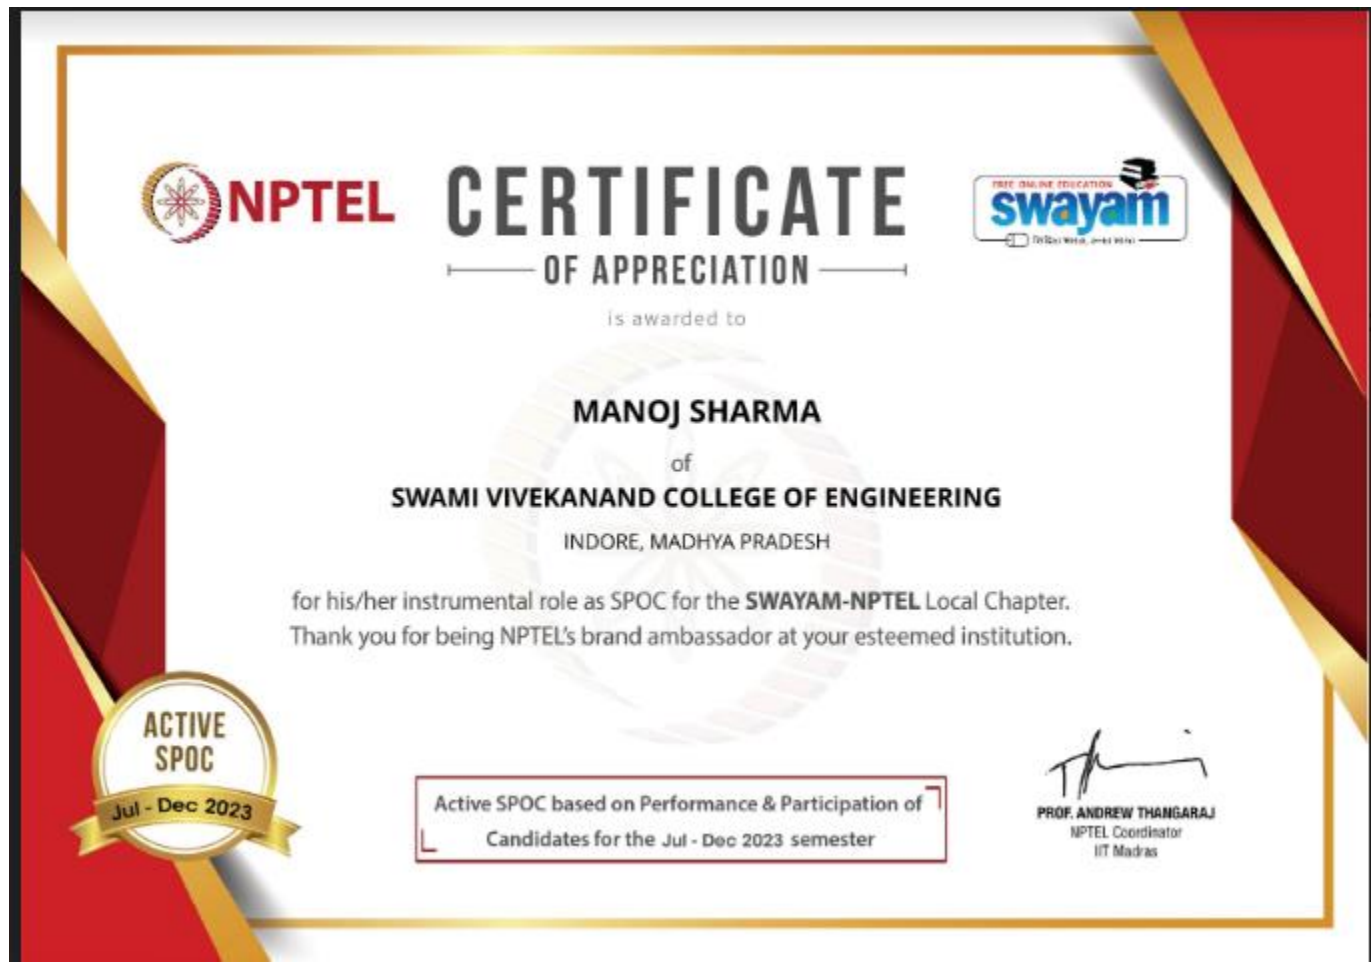 NPTEL
CERTIFICATE
OF APPRECIATION
FREE ONLINE EDUCATION
swayam
is awarded to
MANOJ SHARMA
of
SWAMI VIVEKANAND COLLEGE OF ENGINEERING
INDORE, MADHYA PRADESH
for his/her instrumental role as SPOC for the SWAYAM-NPTEL Local Chapter.
Thank you for being NPTEL's brand ambassador at your esteemed institution.
ACTIVE
SPOC
Jul - Dec 2023
Active SPOC based on Performance & Participation of
Candidates for the Jul - Dec 2023 semester
PROF. ANDREW THANGARAJ
NPTEL Coordinator
IIT Madras